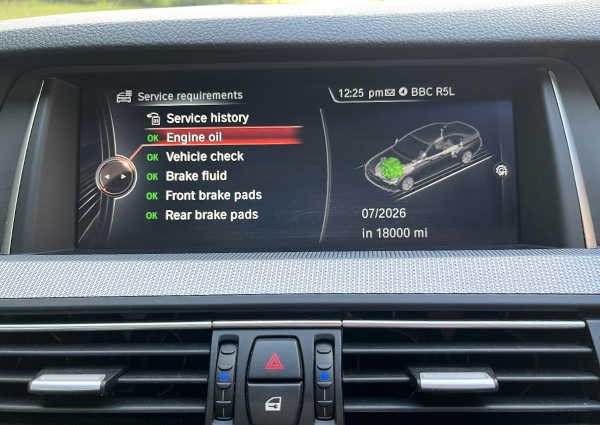 Service requirements
12:25 pm BBC R5L
Service history
OK Engine oil
OK Vehicle check
OK Brake fluid
OK Front brake pads
OK Rear brake pads
07/2026
in 18000 mi